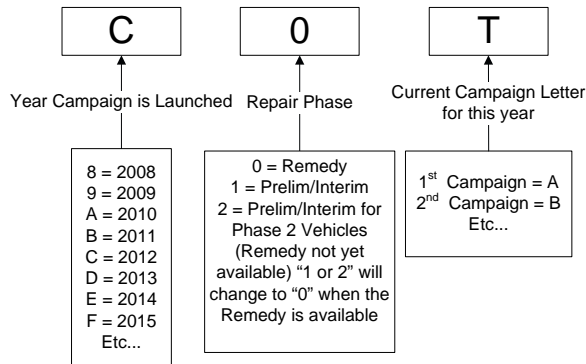 C
0
T
Year Campaign is Launched
Repair Phase
Current Campaign Letter
for this year
8 = 2008
9 = 2009
A = 2010
B = 2011
C = 2012
D = 2013
E = 2014
F = 2015
Etc...
0 = Remedy
1 = Prelim/Interim
2 = Prelim/Interim for
Phase 2 Vehicles
(Remedy not yet
available) “1 or 2” will
change to “0” when the
Remedy is available
1st Campaign = A
2nd Campaign = B
Etc...